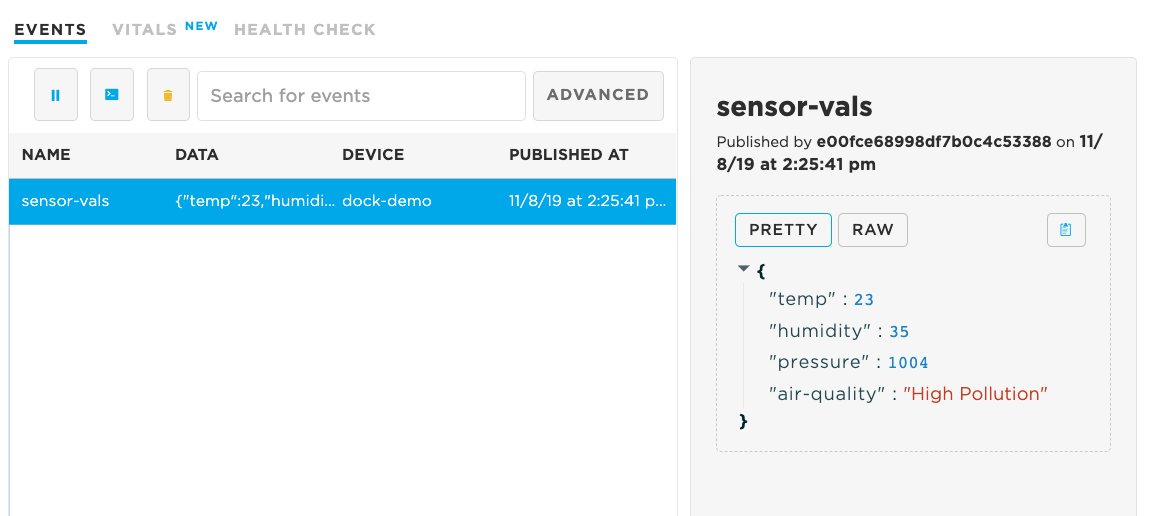 EVENTS VITALS NEW HEALTH CHECK
Search for events ADVANCED
NAME DATA DEVICE PUBLISHED AT
sensor-vals {"temp":23,"humidi... dock-demo 11/8/19 at 2:25:41 p...
sensor-vals
Published by e00fce68998df7b0c4c53388 on 11/
8/19 at 2:25:41 pm
PRETTY RAW
{
"temp" : 23
"humidity" : 35
"pressure" : 1004
"air-quality" : "High Pollution"
}